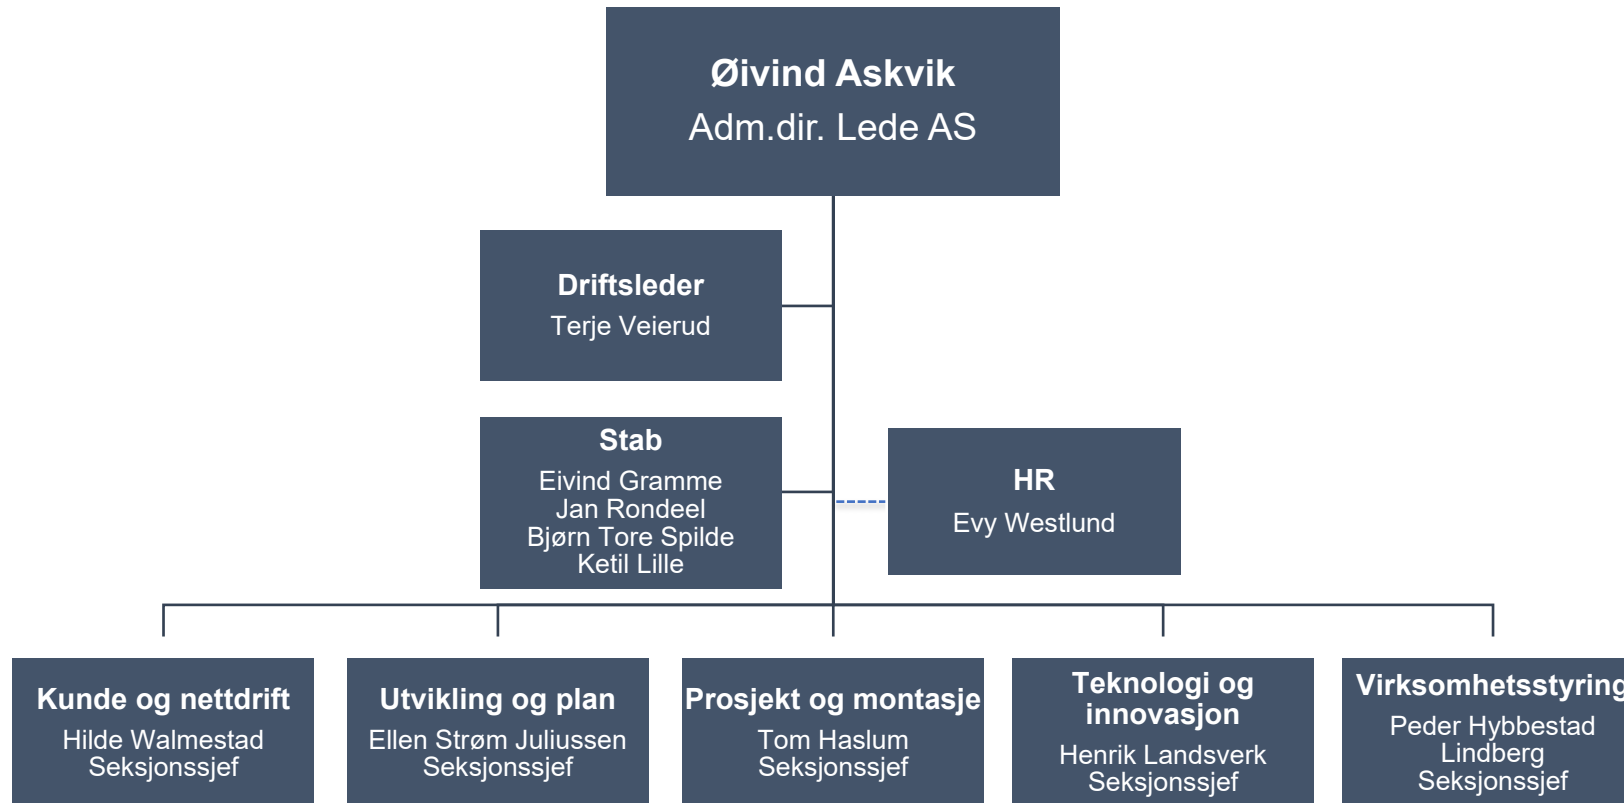 Øivind Askvik
Adm.dir. Lede AS
Driftsleder
Terje Veierud
Stab
Eivind Gramme
Jan Rondeel
Bjørn Tore Spilde
Ketil Lille
HR
Evy Westlund
Kunde og nettdrift
Hilde Walmestad
Seksjonssjef
Utvikling og plan
Ellen Strøm Juliussen
Seksjonssjef
Prosjekt og montasje
Tom Haslum
Seksjonssjef
Teknologi og
innovasjon
Henrik Landsverk
Seksjonssjef
Virksomhetsstyring
Peder Hybbestad
Lindberg
Seksjonssjef